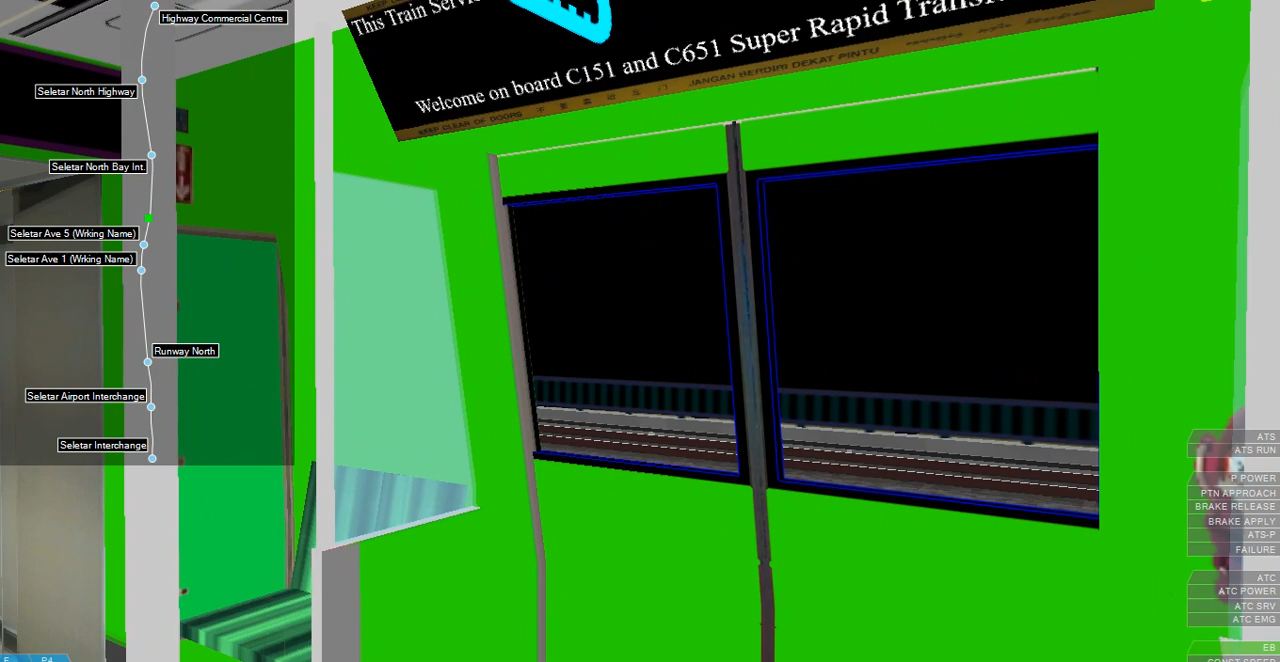 Highway Commercial Centre
Seletar North Highway
Seletar North Bay Int.
Seletar Ave 5 (Wrking Name)
Seletar Ave 1 (Wrking Name)
Runway North
Seletar Airport Interchange
Seletar Interchange
This Train Servi
Welcome on board C151 and C651 Super Rapid Transi
KEEP CLEAR OF DOORS
JANGAN BERDIRI DEKAT PINTU
ATS
ATS RUN
P POWER
PTN APPROACH
BRAKE RELEASE
BRAKE APPLY
ATS-P
FAILURE
ATC
ATC POWER
ATC SRV
ATC EMG
EB
CONST SPEED
P4